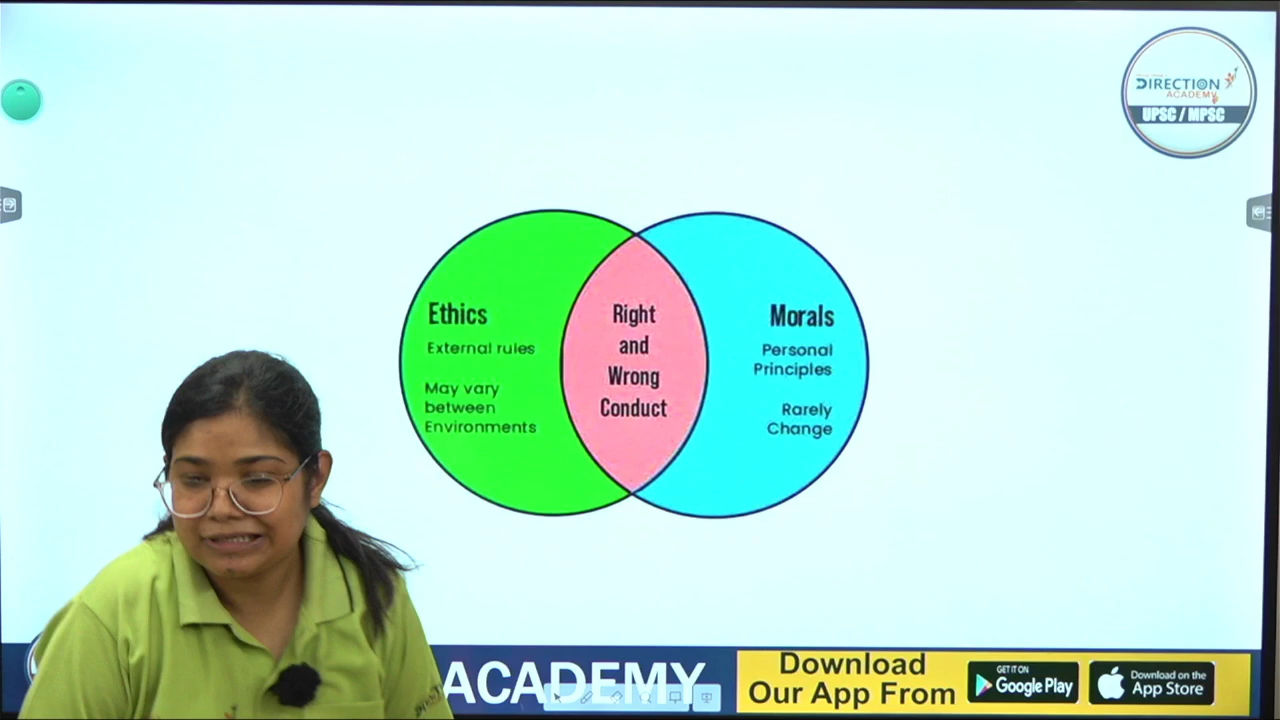 DIRECTION
ACADEMY
UPSC / MPSC
Ethics
External rules
May vary
between
Environments
Right
and
Wrong
Conduct
Morals
Personal
Principles
Rarely
Change
ACADEMY
Download
Our App From
GET IT ON
Google Play
Download on the
App Store